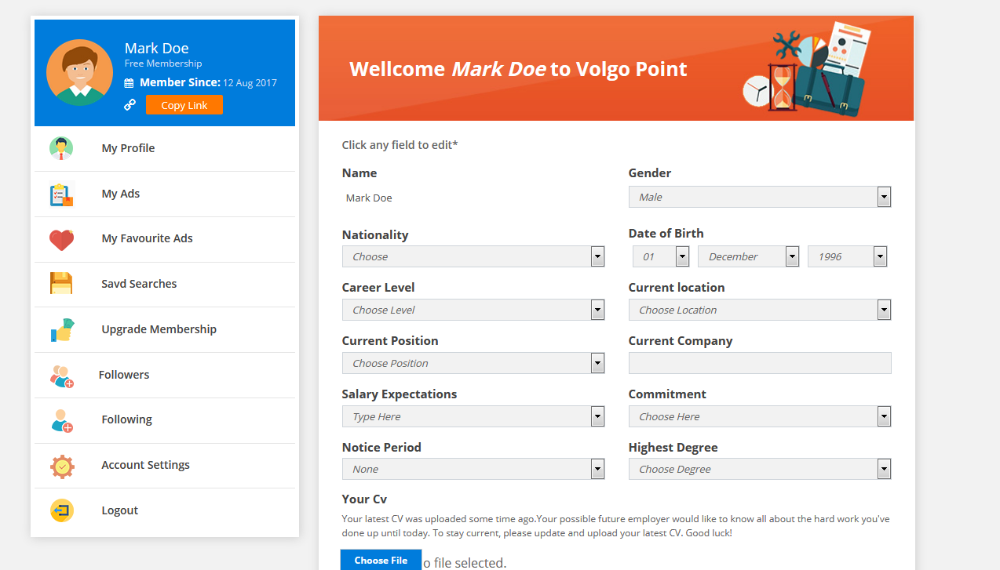 Mark Doe
Free Membership
Member Since: 12 Aug 2017
Copy Link
My Profile
My Ads
My Favourite Ads
Savd Searches
Upgrade Membership
Followers
Following
Account Settings
Logout
Wellcome Mark Doe to Volgo Point
Click any field to edit*
Name
Gender
Mark Doe
Male
Nationality
Date of Birth
Choose
01 December 1996
Career Level
Current location
Choose Level
Choose Location
Current Position
Current Company
Choose Position
Salary Expectations
Commitment
Type Here
Choose Here
Notice Period
Highest Degree
None
Choose Degree
Your Cv
Your latest CV was uploaded some time ago.Your possible future employer would like to know all about the hard work you've
done up until today. To stay current, please update and upload your latest CV. Good luck!
Choose File o file selected.